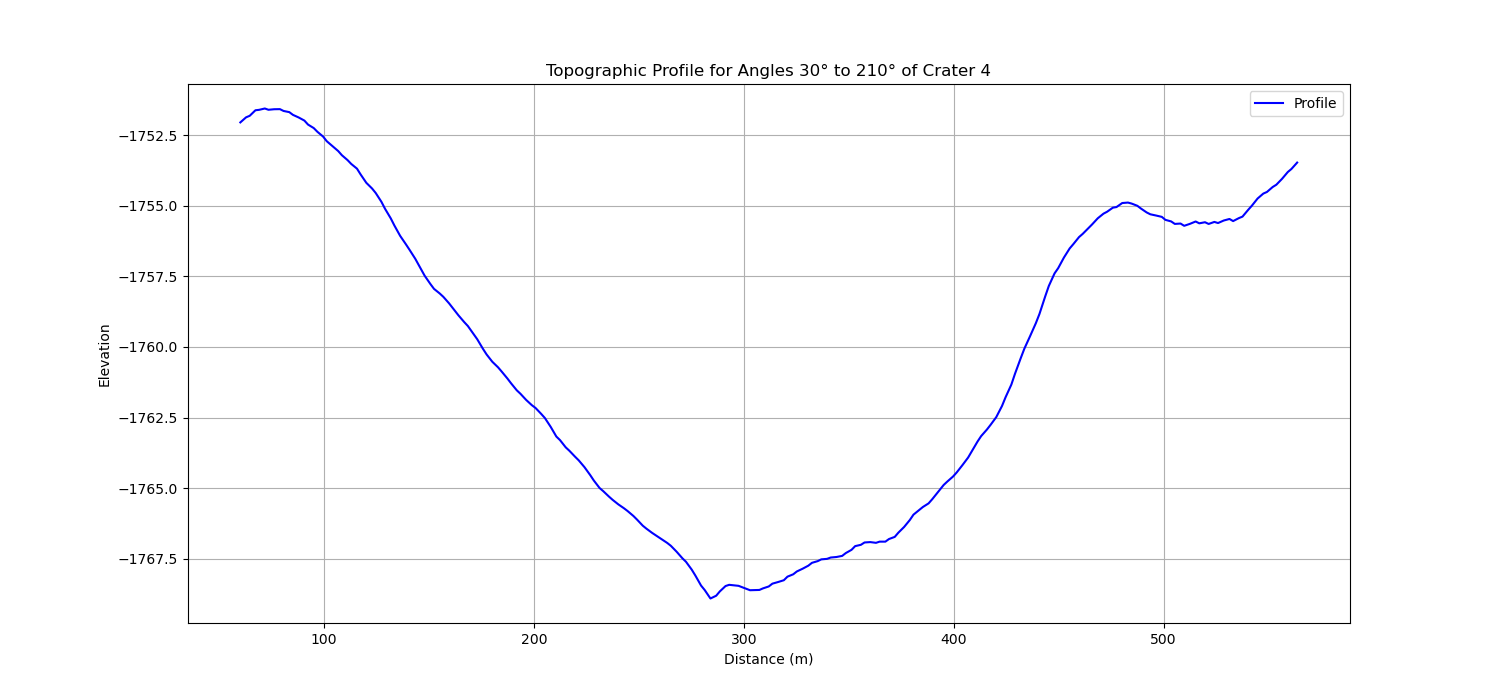 Topographic Profile for Angles 30° to 210° of Crater 4
Profile
−1752.5
−1755.0
−1757.5
−1760.0
−1762.5
−1765.0
−1767.5
Elevation
100 200 300 400 500
Distance (m)